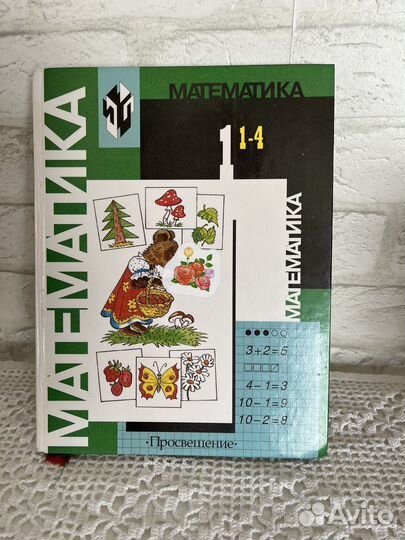 МАТЕМАТИКА
МАТЕМАТИКА
1 1-4
МАТЕМАТИКА
3+2=5
4-1=3
10-1=9
10-2=8
·Просвещение·
Avito